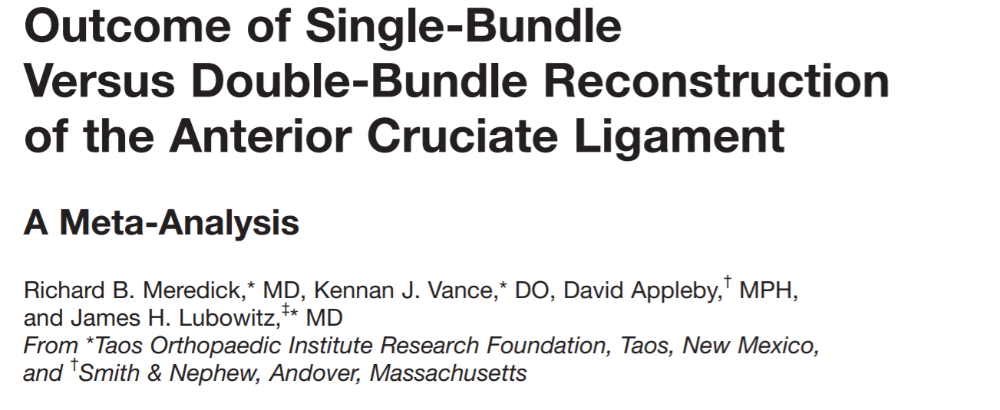 Outcome of Single-Bundle
Versus Double-Bundle Reconstruction
of the Anterior Cruciate Ligament
A Meta-Analysis
Richard B. Meredick,* MD, Kennan J. Vance,* DO, David Appleby,† MPH,
and James H. Lubowitz,‡* MD
From *Taos Orthopaedic Institute Research Foundation, Taos, New Mexico,
and †Smith & Nephew, Andover, Massachusetts